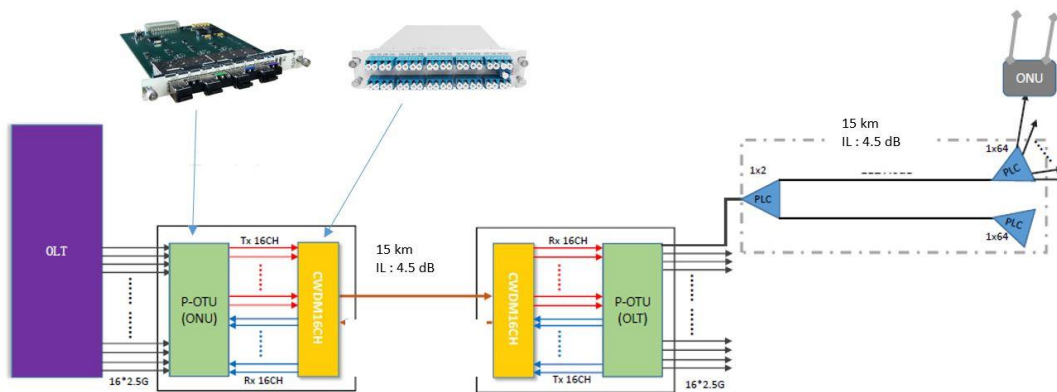 ONU
15 km
IL : 4.5 dB
1x64
PLC
1x2
PLC
PLC
1x64
OLT
Tx 16CH
15 km
IL : 4.5 dB
Rx 16CH
P-OTU
(ONU)
CWDM16CH
CWDM16CH
P-OTU
(OLT)
16*2.5G
Rx 16CH
Tx 16CH
16*2.5G